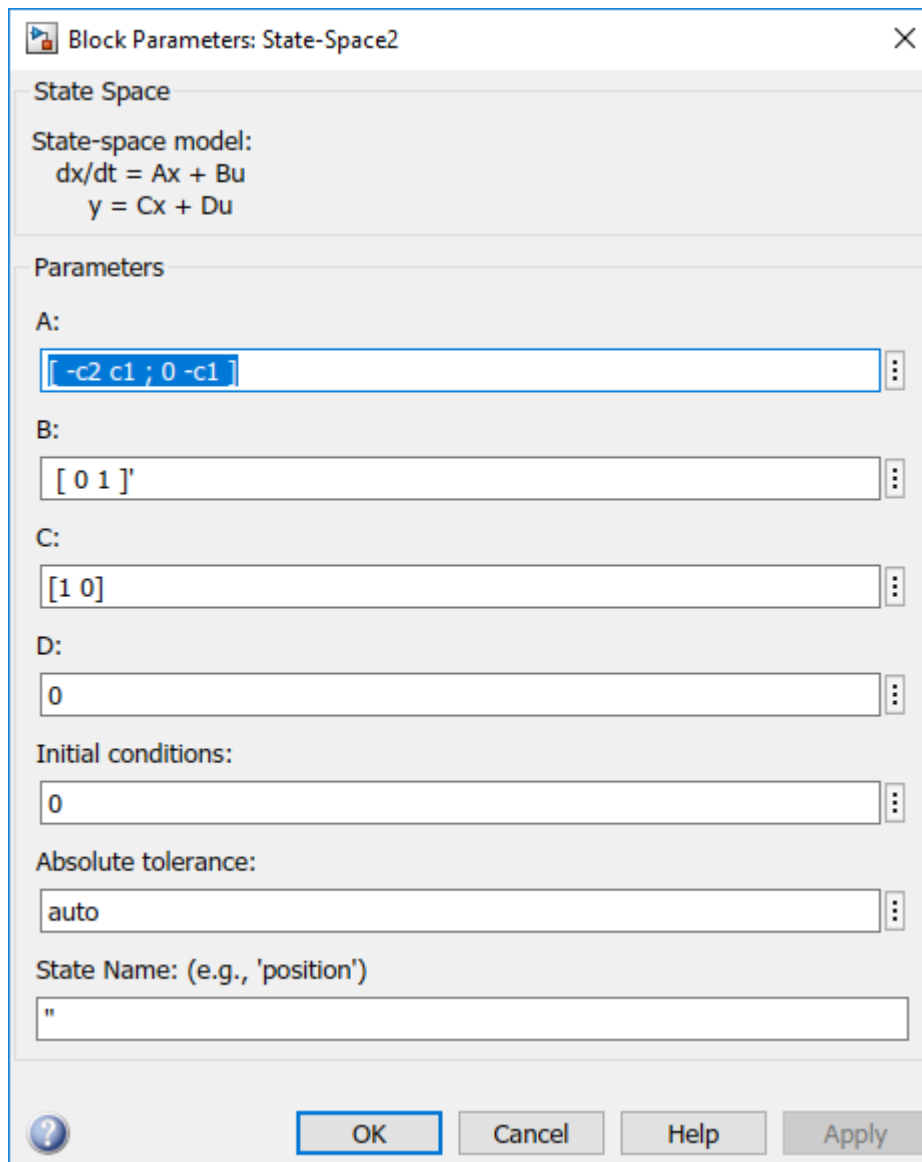 Block Parameters: State-Space2
State Space
State-space model:
dx/dt = Ax + Bu
y = Cx + Du
Parameters
A:
[ -c2 c1 ; 0 -c1 ]
B:
[ 0 1 ]'
C:
[1 0]
D:
0
Initial conditions:
0
Absolute tolerance:
auto
State Name: (e.g., 'position')
''
OK Cancel Help Apply